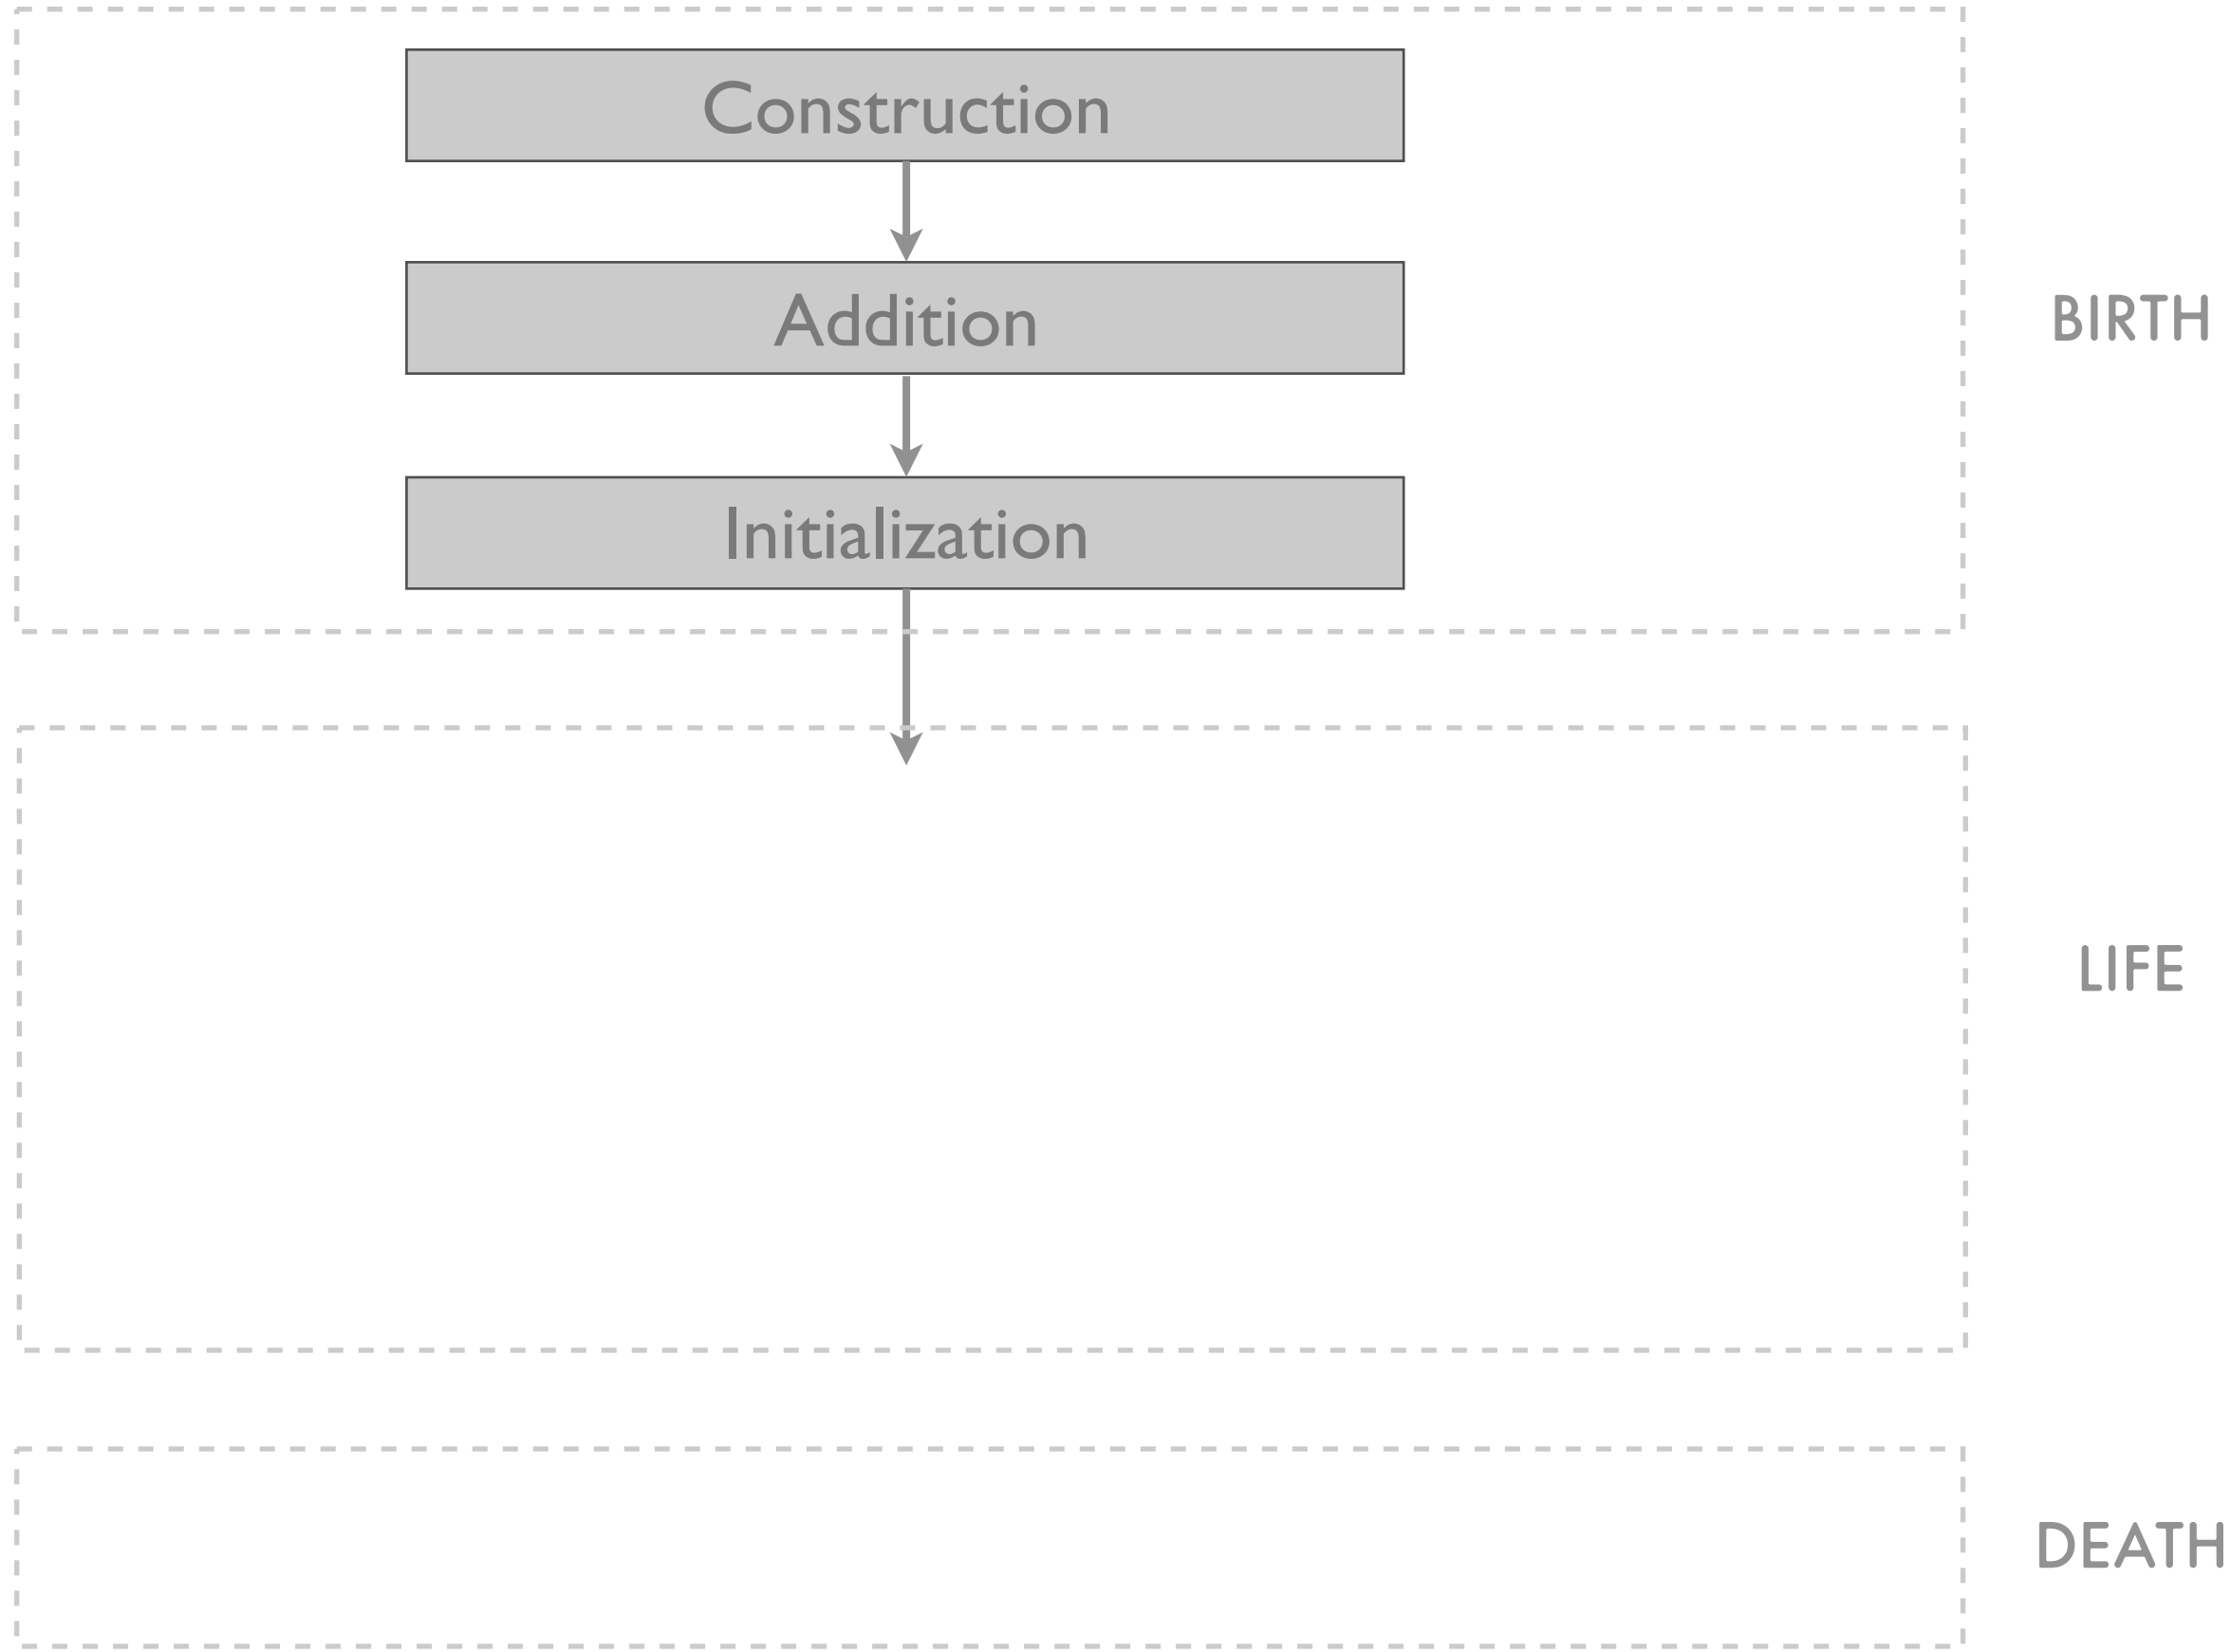 Construction
Addition
BIRTH
Initialization
LIFE
DEATH